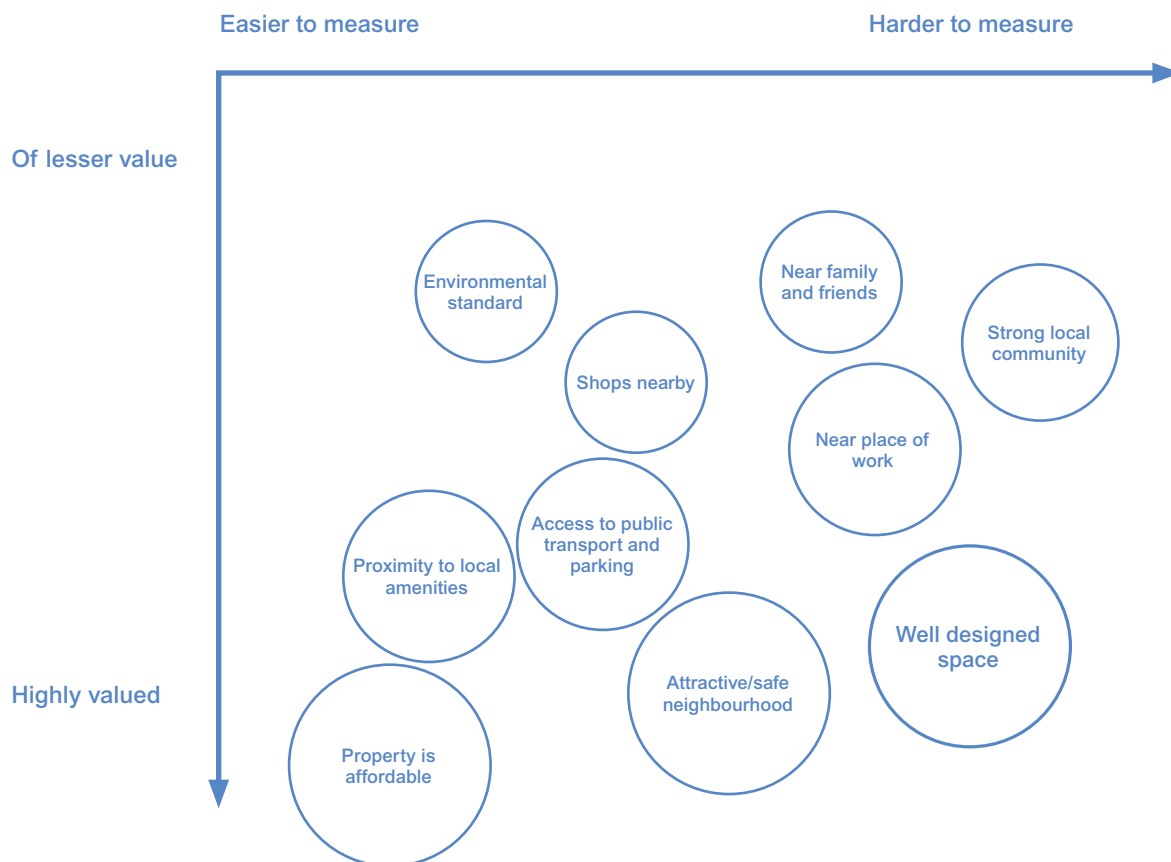 Easier to measure
Harder to measure
Of lesser value
Near family
and friends
Environmental
standard
Strong local
community
Shops nearby
Near place of
work
Access to public
transport and
parking
Proximity to local
amenities
Well designed
space
Highly valued
Attractive/safe
neighbourhood
Property is
affordable